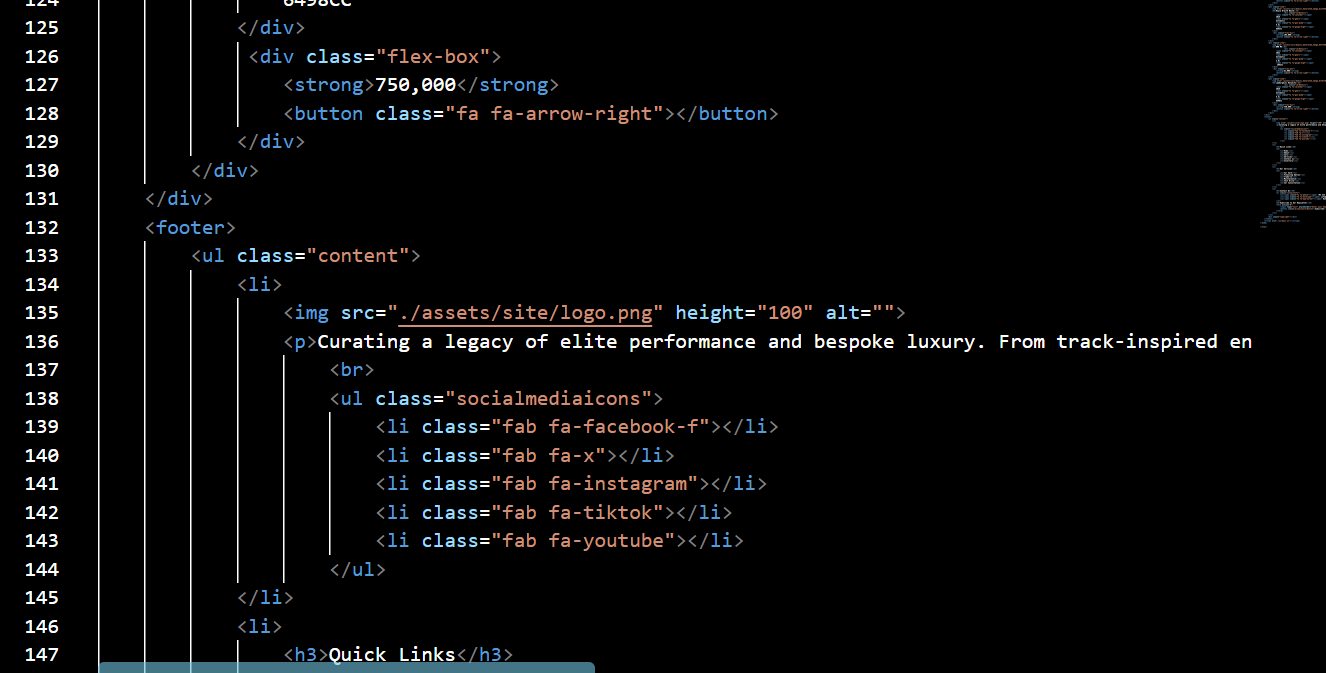 124 6498CC
125 </div>
126 <div class="flex-box">
127 <strong>750,000</strong>
128 <button class="fa fa-arrow-right"></button>
129 </div>
130 </div>
131 </div>
132 <footer>
133 <ul class="content">
134 <li>
135 <img src="./assets/site/logo.png" height="100" alt="">
136 <p>Curating a legacy of elite performance and bespoke luxury. From track-inspired en
137 <br>
138 <ul class="socialmediaicons">
139 <li class="fab fa-facebook-f"></li>
140 <li class="fab fa-x"></li>
141 <li class="fab fa-instagram"></li>
142 <li class="fab fa-tiktok"></li>
143 <li class="fab fa-youtube"></li>
144 </ul>
145 </li>
146 <li>
147 <h3>Quick Links</h3>